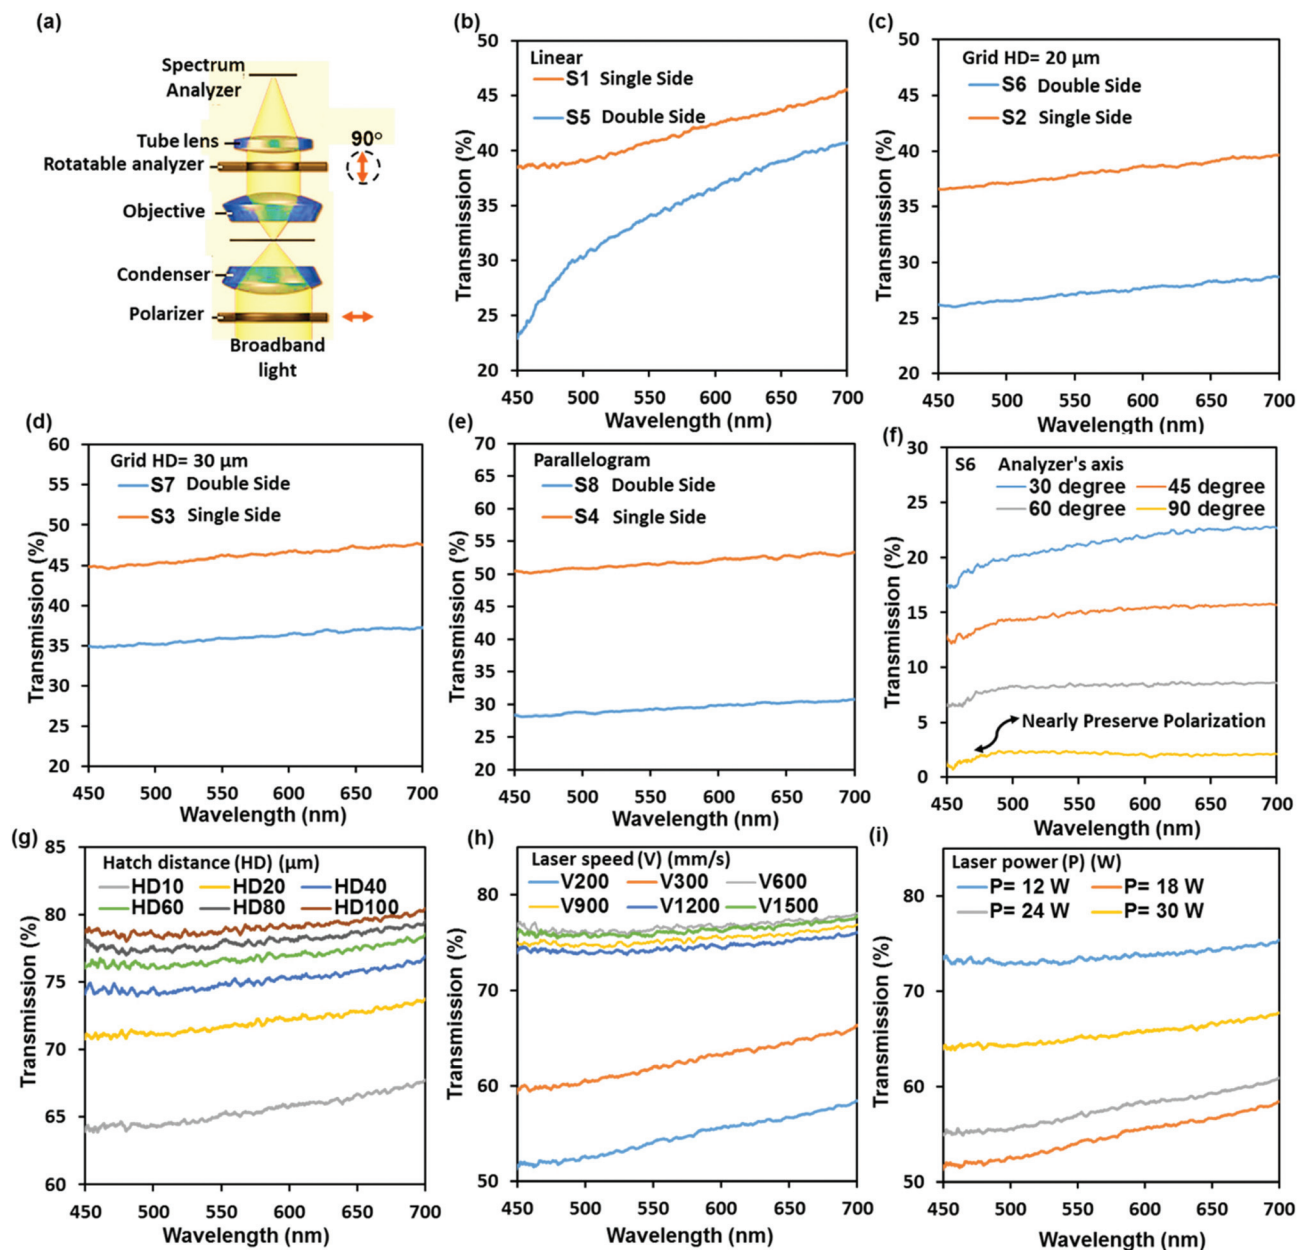 (a)
Spectrum
Analyzer
Tube lens
90°
Rotatable analyzer
Objective
Condenser
Polarizer
Broadband
light
(b)
50
45
40
35
30
25
20
Transmission (%)
Linear
S1 Single Side
S5 Double Side
450 500 550 600 650 700
Wavelength (nm)
(c)
50
45
40
35
30
25
20
Transmission (%)
Grid HD= 20 μm
S6 Double Side
S2 Single Side
450 500 550 600 650 700
Wavelength (nm)
(d)
60
55
50
45
40
35
30
25
20
Transmission (%)
Grid HD= 30 μm
S7 Double Side
S3 Single Side
450 500 550 600 650 700
Wavelength (nm)
(e)
70
65
60
55
50
45
40
35
30
25
20
Transmission (%)
Parallelogram
S8 Double Side
S4 Single Side
450 500 550 600 650 700
Wavelength (nm)
(f)
30
25
20
15
10
5
0
Transmission (%)
S6 Analyzer's axis
30 degree 45 degree
60 degree 90 degree
Nearly Preserve Polarization
450 500 550 600 650 700
Wavelength (nm)
(g)
85
80
75
70
65
60
Transmission (%)
Hatch distance (HD) (μm)
HD10 HD20 HD40
HD60 HD80 HD100
450 500 550 600 650 700
Wavelength (nm)
(h)
80
70
60
50
Transmission (%)
Laser speed (V) (mm/s)
V200 V300 V600
V900 V1200 V1500
450 500 550 600 650 700
Wavelength (nm)
(i)
80
70
60
50
Transmission (%)
Laser power (P) (W)
P= 12 W P= 18 W
P= 24 W P= 30 W
450 500 550 600 650 700
Wavelength (nm)